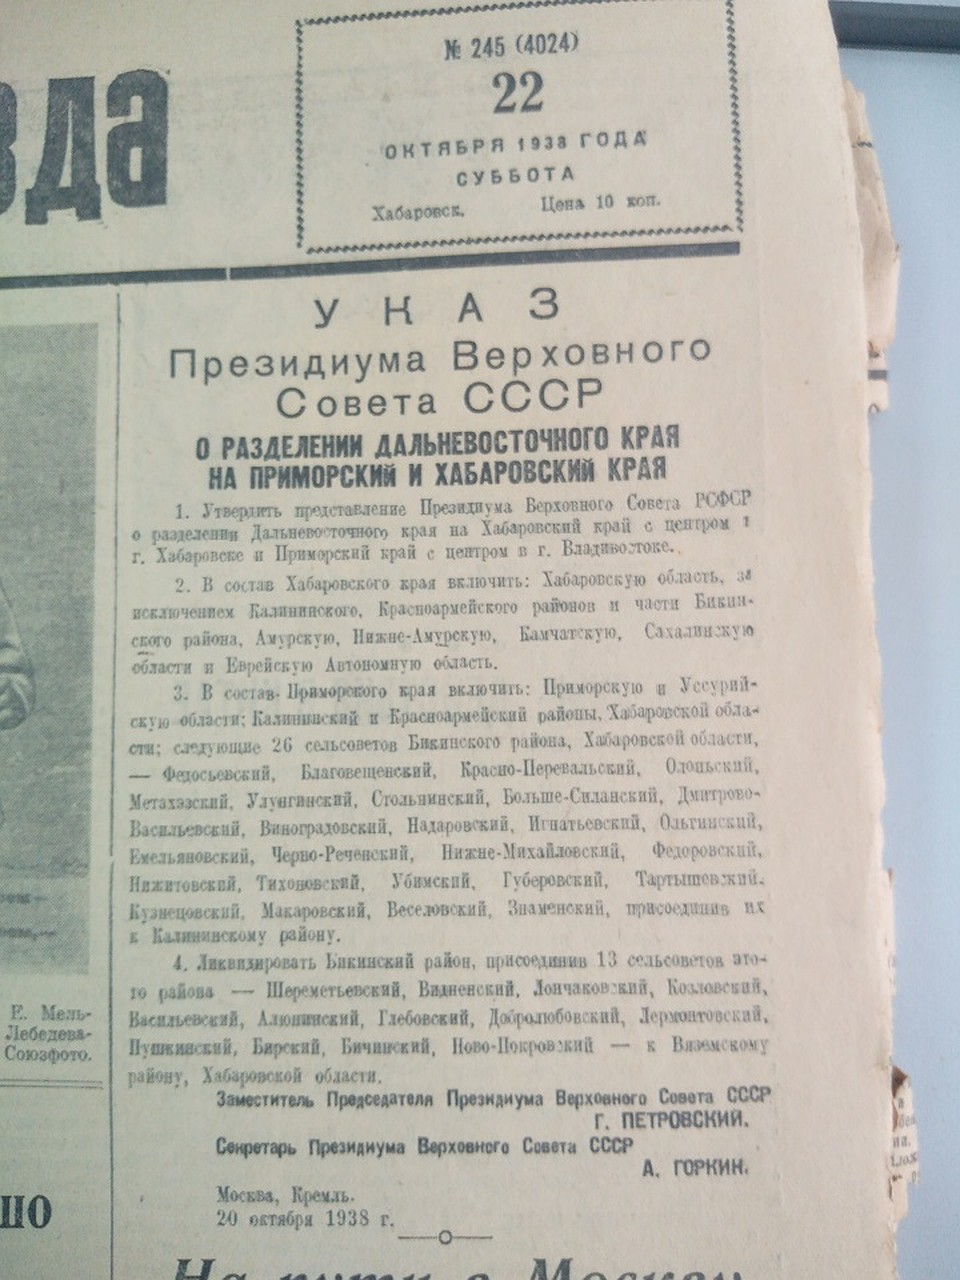 № 245 (4024)
22
ОКТЯБРЯ 1938 ГОДА
СУББОТА
Хабаровск. Цена 10 коп.
УКАЗ
Президиума Верховного
Совета СССР
О РАЗДЕЛЕНИИ ДАЛЬНЕВОСТОЧНОГО КРАЯ
НА ПРИМОРСКИЙ И ХАБАРОВСКИЙ КРАЯ
1. Утвердить представление Президиума Верховного Совета РСФСР
о разделении Дальневосточного края на Хабаровский край с центром в
г. Хабаровске и Приморский край с центром в г. Владивостоке.
2. В состав Хабаровского края включить: Хабаровскую область, за
исключением Калининского, Красноармейского районов и части Бикин-
ского района, Амурскую, Нижне-Амурскую, Камчатскую, Сахалинскую
области и Еврейскую Автономную область.
3. В состав Приморского края включить: Приморскую и Уссурий-
скую области; Калининский и Красноармейский районы, Хабаровской обла-
сти; следующие 26 сельсоветов Бикинского района, Хабаровской области,
— Федосьевский, Благовещенский, Красно-Перевальский, Олоньский,
Метахэзский, Улунгинский, Стольнинский, Больше-Силанский, Дмитрово-
Васильевский, Виноградовский, Надаровский, Игнатьевский, Ольгинский,
Емельяновский, Черно-Реченский, Нижне-Михайловский, Федоровский,
Нижитовский, Тихоновский, Убимский, Губеровский, Тартышевский,
Кузнецовский, Макаровский, Веселовский, Знаменский, присоединив их
к Калининскому району.
4. Ликвидировать Бикинский район, присоединив 13 сельсоветов это-
го района — Шереметьевский, Видненский, Лончаковский, Козловский,
Васильевский, Алюнинский, Глебовский, Добролюбовский, Лермонтовский,
Пушкинский, Бирский, Бичинский, Ново-Покровский — к Вяземскому
району, Хабаровской области.
Заместитель Председателя Президиума Верховного Совета СССР
Г. ПЕТРОВСКИЙ.
Секретарь Президиума Верховного Совета СССР
А. ГОРКИН.
Москва, Кремль.
20 октября 1938 г.
Е. Мель-
Лебедева-
Союзфото.